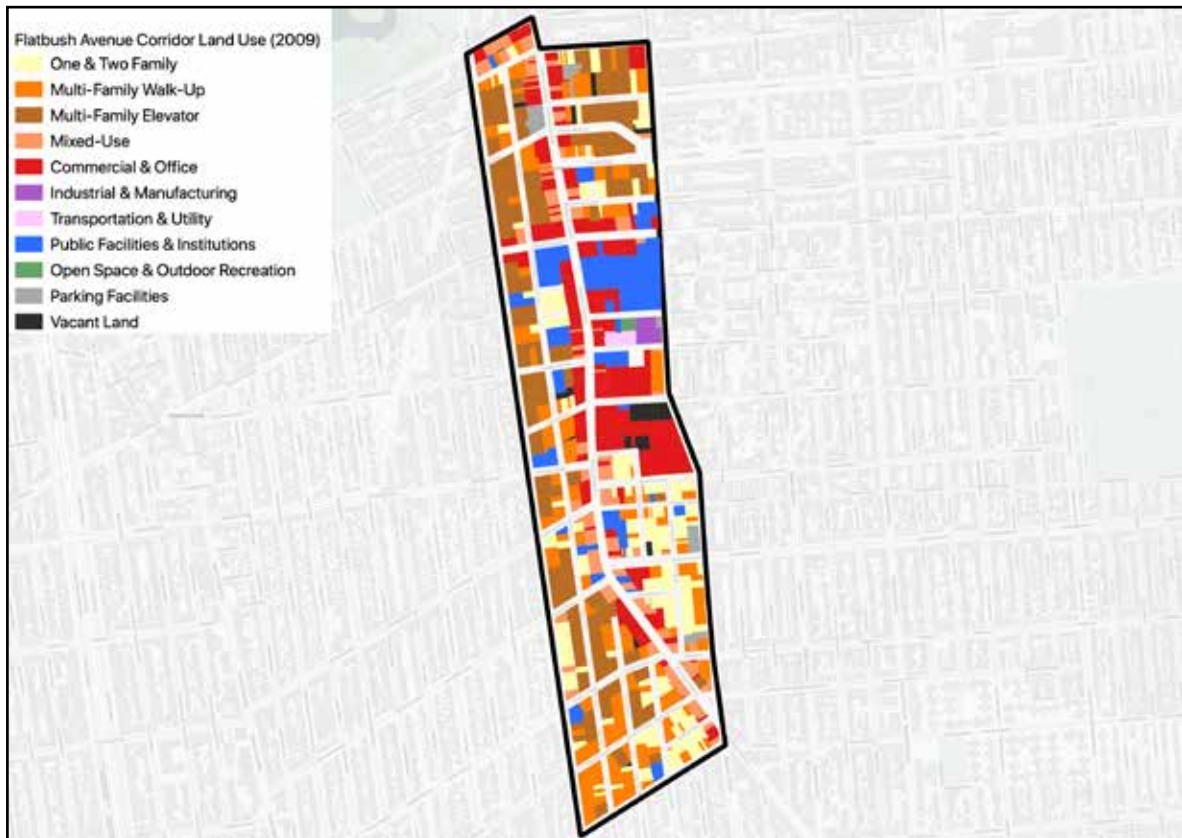 Flatbush Avenue Corridor Land Use (2009)
One & Two Family
Multi-Family Walk-Up
Multi-Family Elevator
Mixed-Use
Commercial & Office
Industrial & Manufacturing
Transportation & Utility
Public Facilities & Institutions
Open Space & Outdoor Recreation
Parking Facilities
Vacant Land